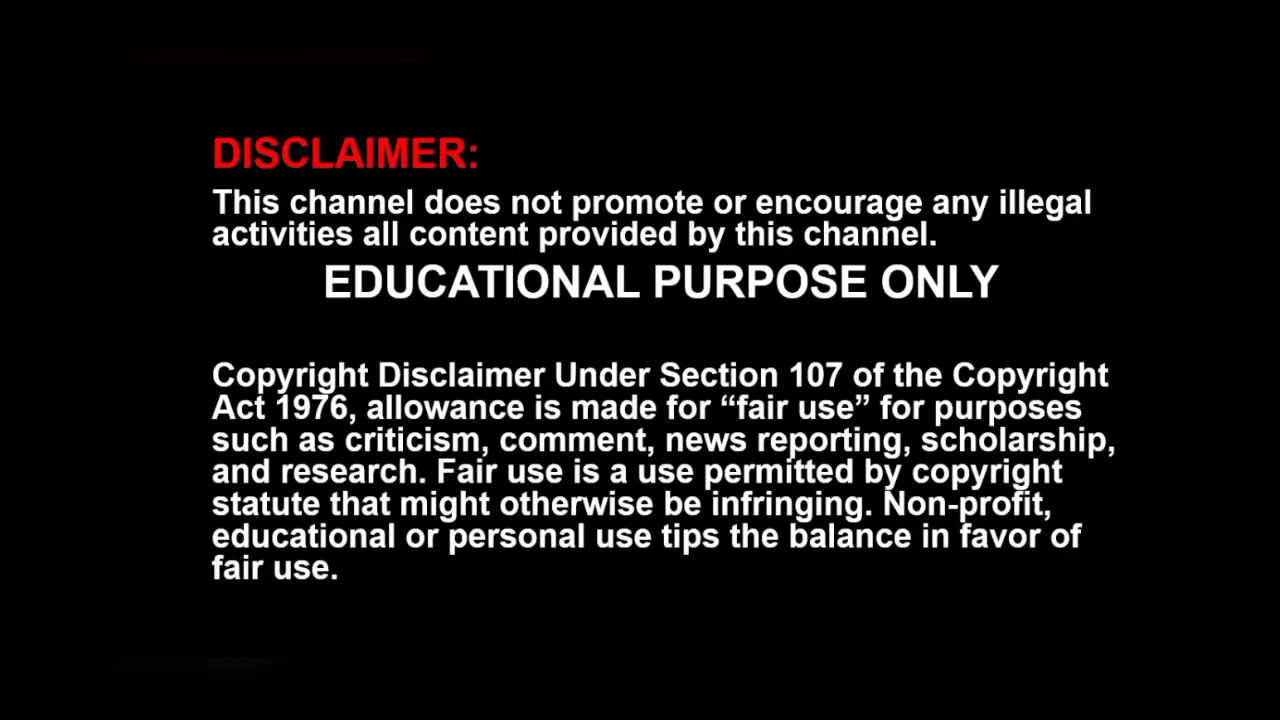 DISCLAIMER:
This channel does not promote or encourage any illegal
activities all content provided by this channel.
EDUCATIONAL PURPOSE ONLY
Copyright Disclaimer Under Section 107 of the Copyright
Act 1976, allowance is made for “fair use” for purposes
such as criticism, comment, news reporting, scholarship,
and research. Fair use is a use permitted by copyright
statute that might otherwise be infringing. Non-profit,
educational or personal use tips the balance in favor of
fair use.